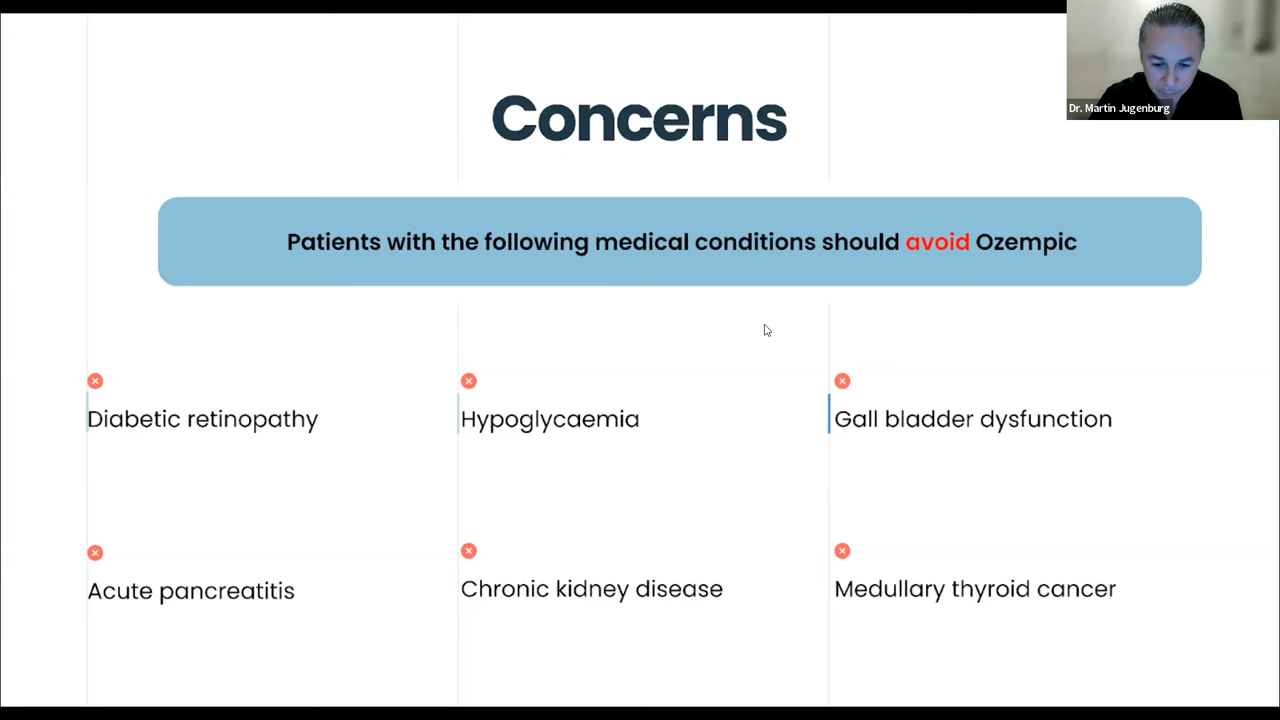 Dr. Martin Jugenburg
Concerns
Patients with the following medical conditions should avoid Ozempic
Diabetic retinopathy
Hypoglycaemia
Gall bladder dysfunction
Acute pancreatitis
Chronic kidney disease
Medullary thyroid cancer